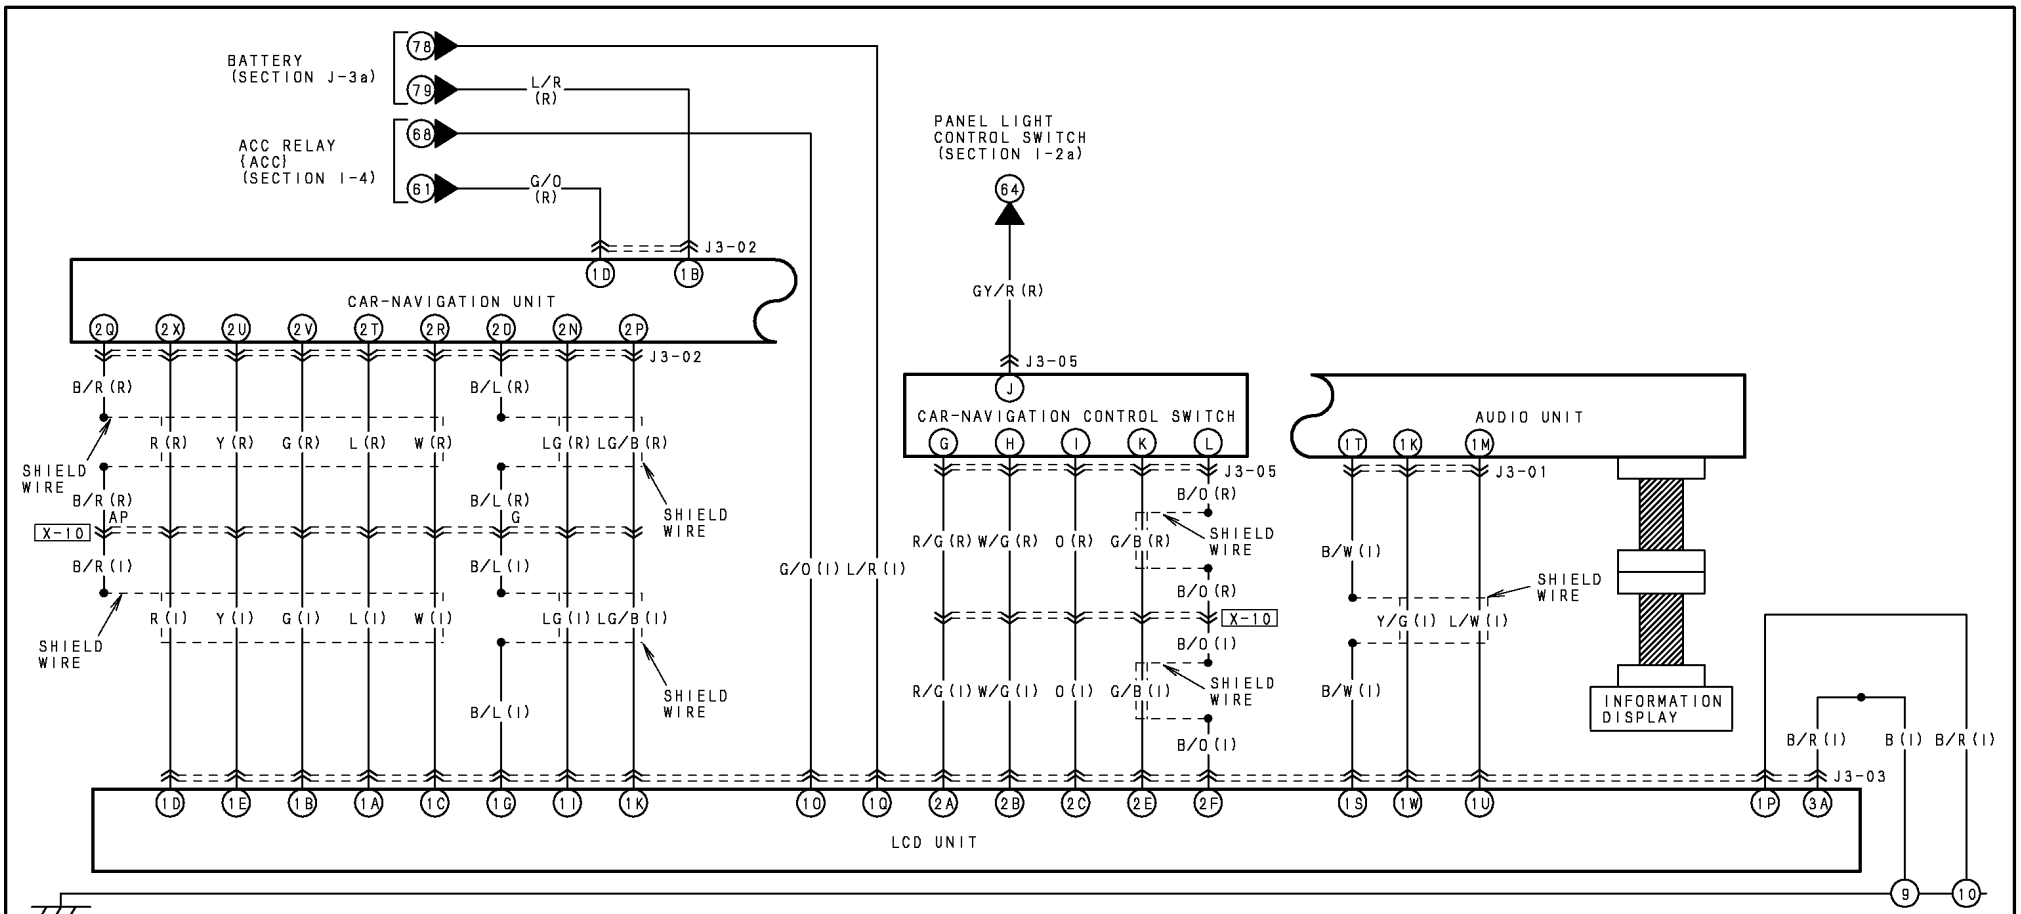 BATTERY
(SECTION J-3a)
78
79
L/R
(R)
ACC RELAY
(ACC)
(SECTION I-4)
68
61
G/O
(R)
PANEL LIGHT
CONTROL SWITCH
(SECTION I-2a)
64
GY/R (R)
J3-02
1D 1B
CAR-NAVIGATION UNIT
2Q 2X 2U 2V 2T 2R 2O 2N 2P
J3-02
J3-05
J
CAR-NAVIGATION CONTROL SWITCH
G H I K L
J3-05
AUDIO UNIT
1T 1K 1M
J3-01
B/R (R) B/L (R)
R (R) Y (R) G (R) L (R) W (R) LG (R) LG/B (R)
SHIELD
WIRE
B/R (R) B/L (R)
SHIELD
WIRE
AP G
X-10
B/R (I) B/L (I)
R (I) Y (I) G (I) L (I) W (I) LG (I) LG/B (I)
SHIELD
WIRE
SHIELD
WIRE
B/L (I)
G/O (I) L/R (I)
B/O (R)
R/G (R) W/G (R) O (R) G/B (R)
SHIELD
WIRE
B/O (R)
X-10
B/O (I)
R/G (I) W/G (I) O (I) G/B (I)
SHIELD
WIRE
B/O (I)
B/W (I)
Y/G (I) L/W (I)
SHIELD
WIRE
B/W (I)
INFORMATION
DISPLAY
B/R (I) B (I) B/R (I)
J3-03
1D 1E 1B 1A 1C 1G 1I 1K 1O 1Q 2A 2B 2C 2E 2F 1S 1W 1U 1P 3A
LCD UNIT
9 10